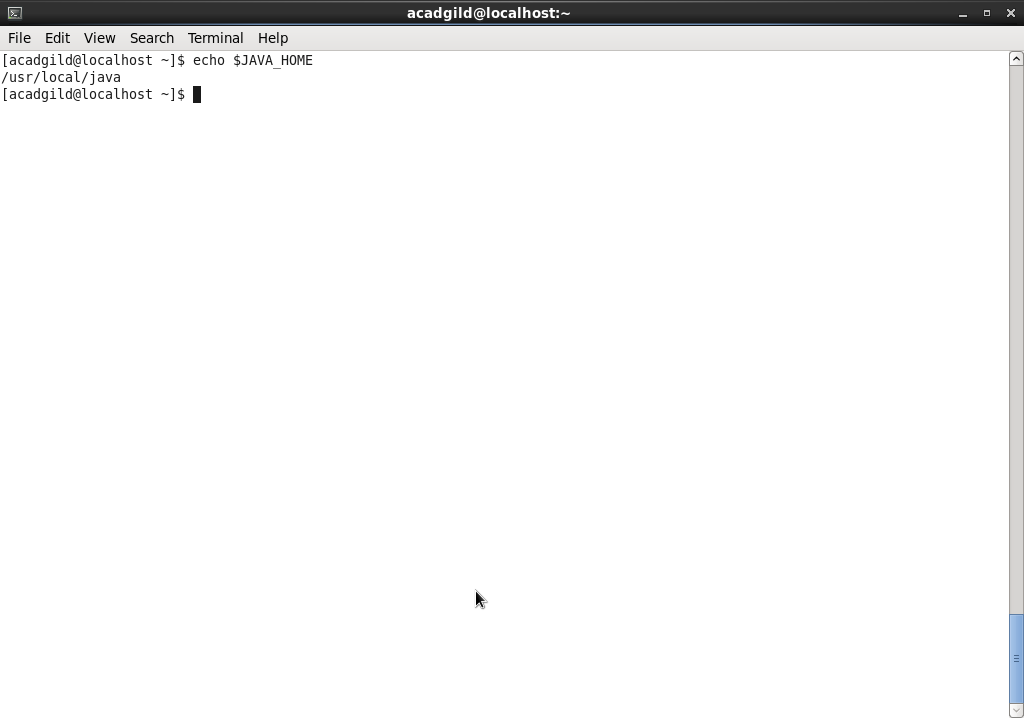 acadgild@localhost:~
File Edit View Search Terminal Help
[acadgild@localhost ~]$ echo $JAVA_HOME
/usr/local/java
[acadgild@localhost ~]$